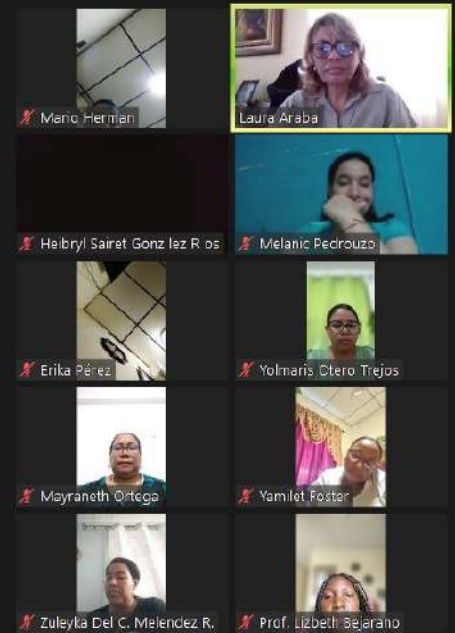 Mario Herman
Laura Araba
Heibryl Sairet Gonz lez R os
Melanie Pedrouzo
Erika Pérez
Yolmaris Otero Trejos
Mayraneth Ortega
Yamilet Foster
Zuleyka Del C. Melendez R.
Prof. Lizbeth Bejarano